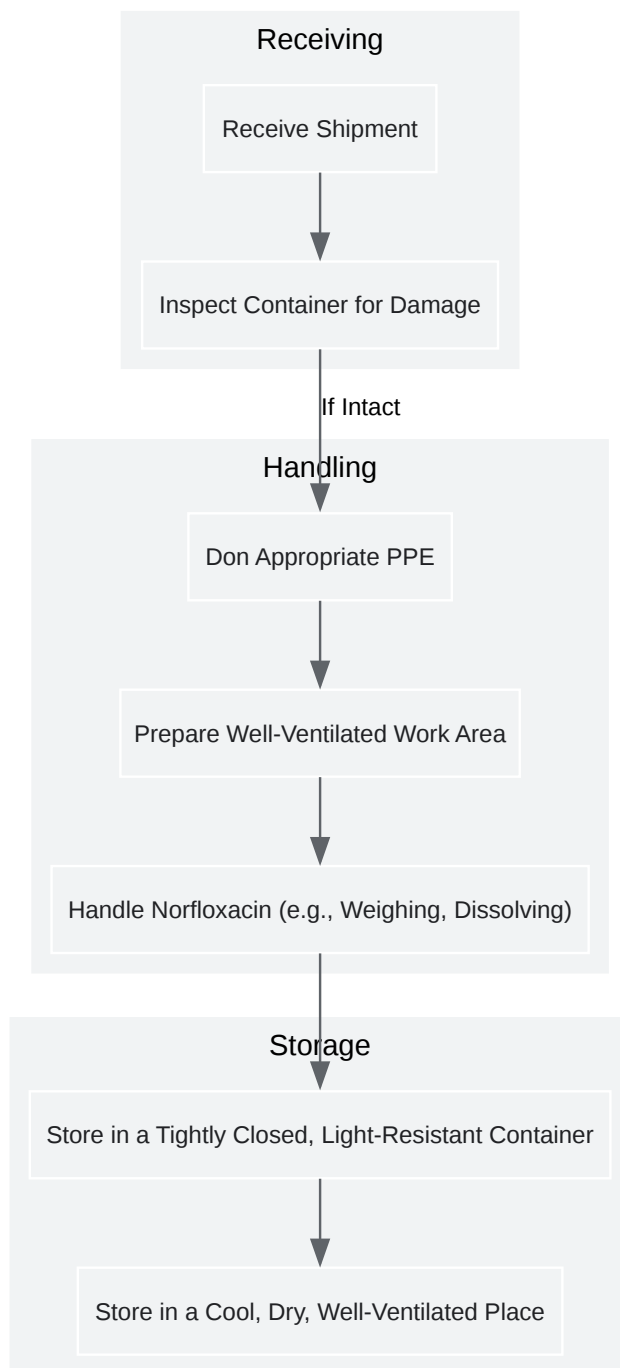 Receiving
Receive Shipment
Inspect Container for Damage
If Intact
Handling
Don Appropriate PPE
Prepare Well-Ventilated Work Area
Handle Norfloxacin (e.g., Weighing, Dissolving)
Storage
Store in a Tightly Closed, Light-Resistant Container
Store in a Cool, Dry, Well-Ventilated Place